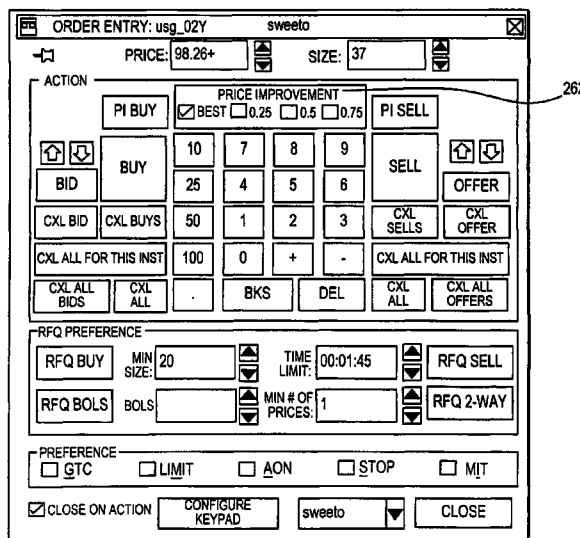 ORDER ENTRY: usg_02Y sweeto
PRICE: 98.26+ SIZE: 37
ACTION
PRICE IMPROVEMENT
PI BUY BEST 0.25 0.5 0.75 PI SELL
262
10 7 8 9
BUY SELL
BID 25 4 5 6 OFFER
CXL BID CXL BUYS 50 1 2 3 CXL SELLS CXL OFFER
CXL ALL FOR THIS INST 100 0 + - CXL ALL FOR THIS INST
CXL ALL BIDS CXL ALL . BKS DEL CXL ALL CXL ALL OFFERS
RFQ PREFERENCE
RFQ BUY MIN SIZE: 20 TIME LIMIT: 00:01:45 RFQ SELL
RFQ BOLS BOLS MIN # OF PRICES: 1 RFQ 2-WAY
PREFERENCE
GTC LIMIT AON STOP MIT
CLOSE ON ACTION CONFIGURE KEYPAD sweeto CLOSE